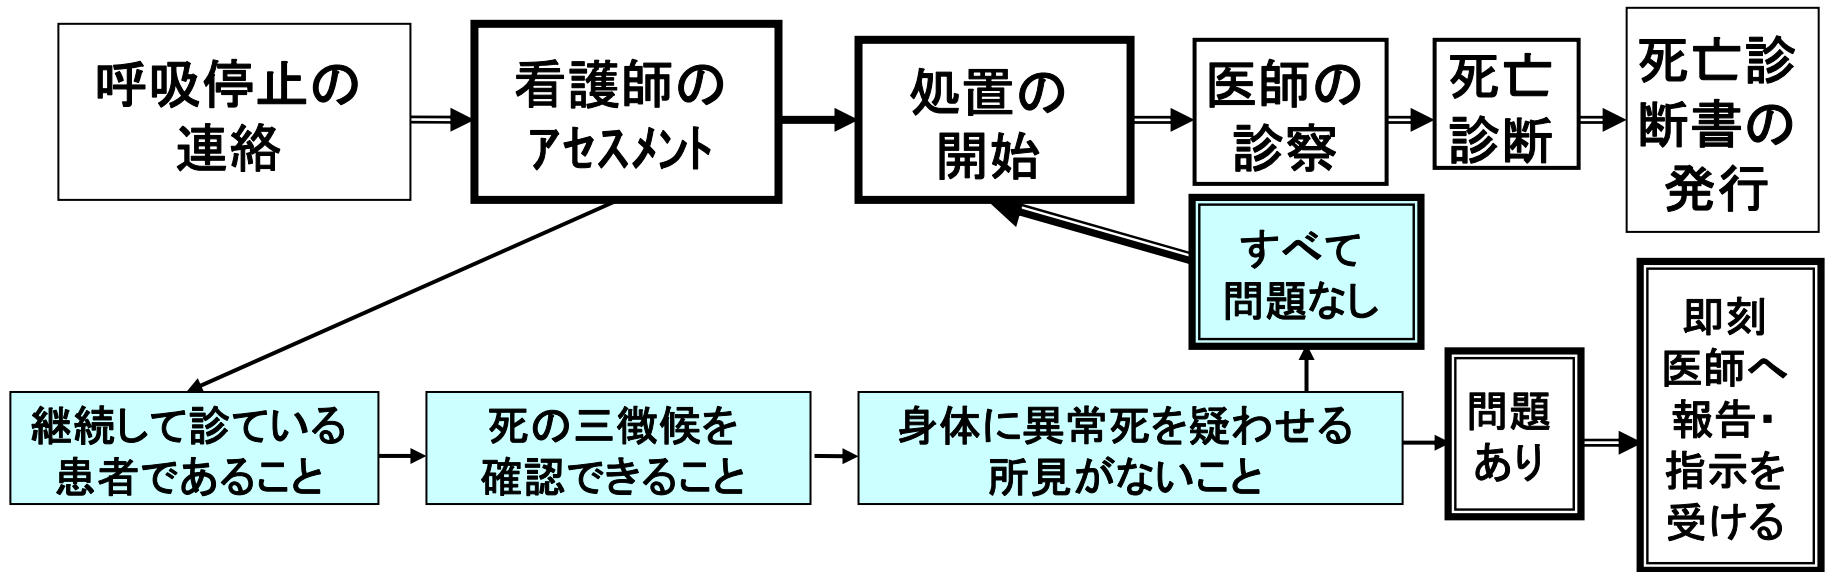 呼吸停止の
連絡
看護師の
アセスメント
処置の
開始
医師の
診察
死亡
診断
死亡診
断書の
発行
すべて
問題なし
継続して診ている
患者であること
死の三徴候を
確認できること
身体に異常死を疑わせる
所見がないこと
問題
あり
即刻
医師へ
報告・
指示を
受ける